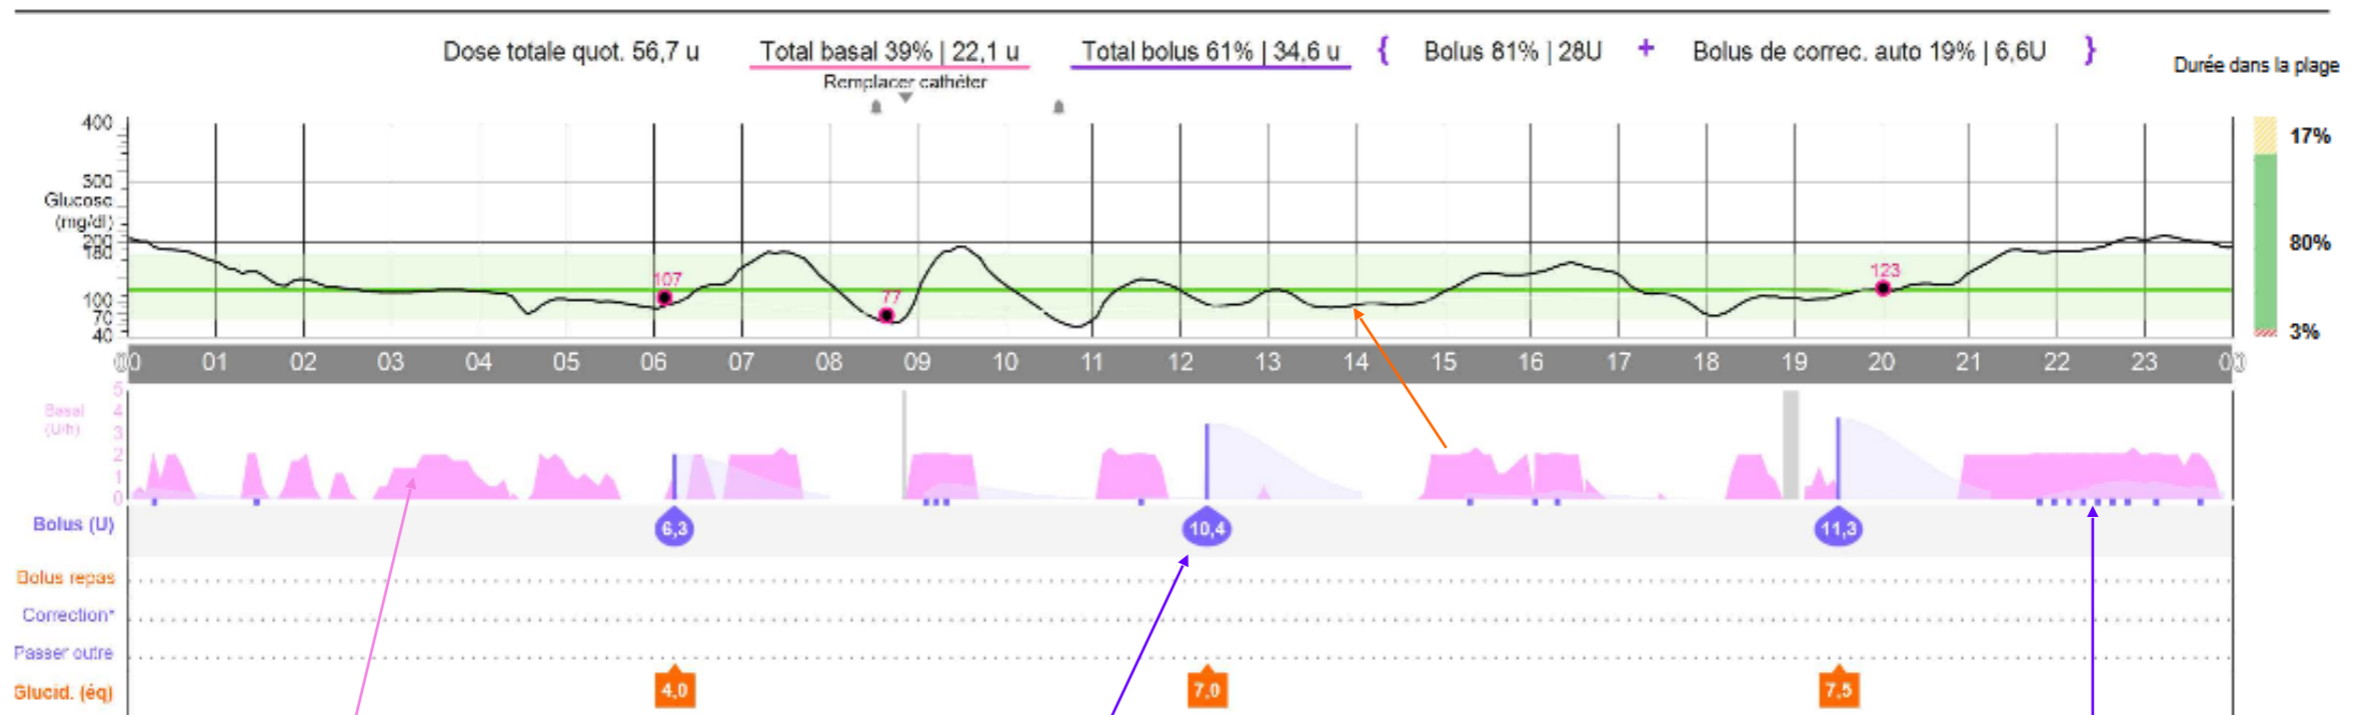 Dose totale quot. 56,7 u Total basal 39% | 22,1 u Total bolus 61% | 34,6 u { Bolus 81% | 28U + Bolus de correc. auto 19% | 6,6U }
Durée dans la plage
Remplacer cathéter
400
300
Glucose
(mg/dl)
200
180
100
70
40
107
77
123
17%
80%
3%
00 01 02 03 04 05 06 07 08 09 10 11 12 13 14 15 16 17 18 19 20 21 22 23 00
Basal
(U/h)
5
4
3
2
1
0
Bolus (U) 6,3 10,4 11,3
Bolus repas
Correction*
Passer outre
Glucid. (éq) 4,0 7,0 7,5